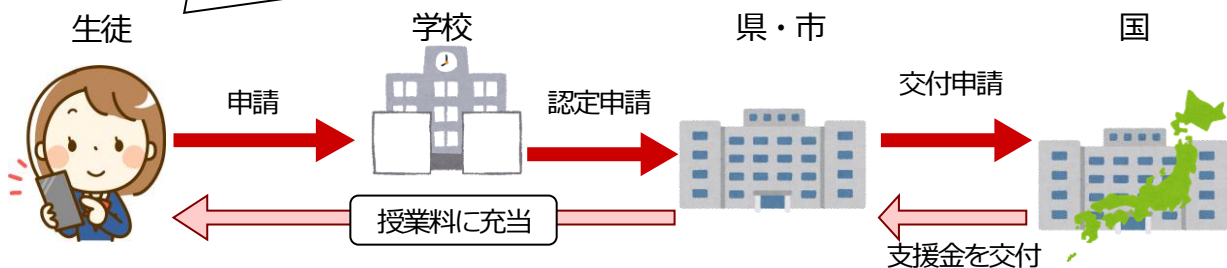 生徒
学校
県・市
国
申請
認定申請
交付申請
授業料に充当
支援金を交付